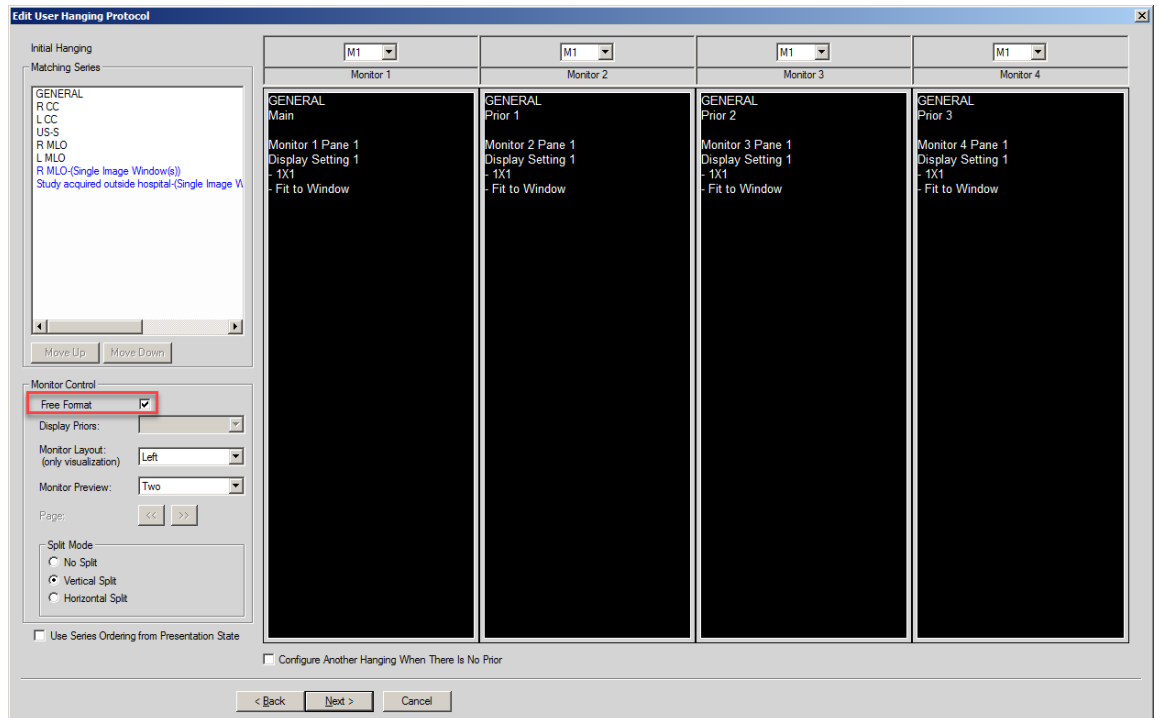 Edit User Hanging Protocol
Initial Hanging
Matching Series
GENERAL
R CC
L CC
US-S
R MLO
L MLO
R MLO-(Single Image Window(s))
Study acquired outside hospital-(Single Image W
Move Up
Move Down
Monitor Control
Free Format
Display Priors:
Monitor Layout:
(only visualization)
Left
Monitor Preview:
Two
Page:
<<
>>
Split Mode
No Split
Vertical Split
Horizontal Split
Use Series Ordering from Presentation State
M1
Monitor 1
M1
Monitor 2
M1
Monitor 3
M1
Monitor 4
GENERAL
Main
Monitor 1 Pane 1
Display Setting 1
- 1X1
- Fit to Window
GENERAL
Prior 1
Monitor 2 Pane 1
Display Setting 1
- 1X1
- Fit to Window
GENERAL
Prior 2
Monitor 3 Pane 1
Display Setting 1
- 1X1
- Fit to Window
GENERAL
Prior 3
Monitor 4 Pane 1
Display Setting 1
- 1X1
- Fit to Window
Configure Another Hanging When There Is No Prior
< Back
Next >
Cancel